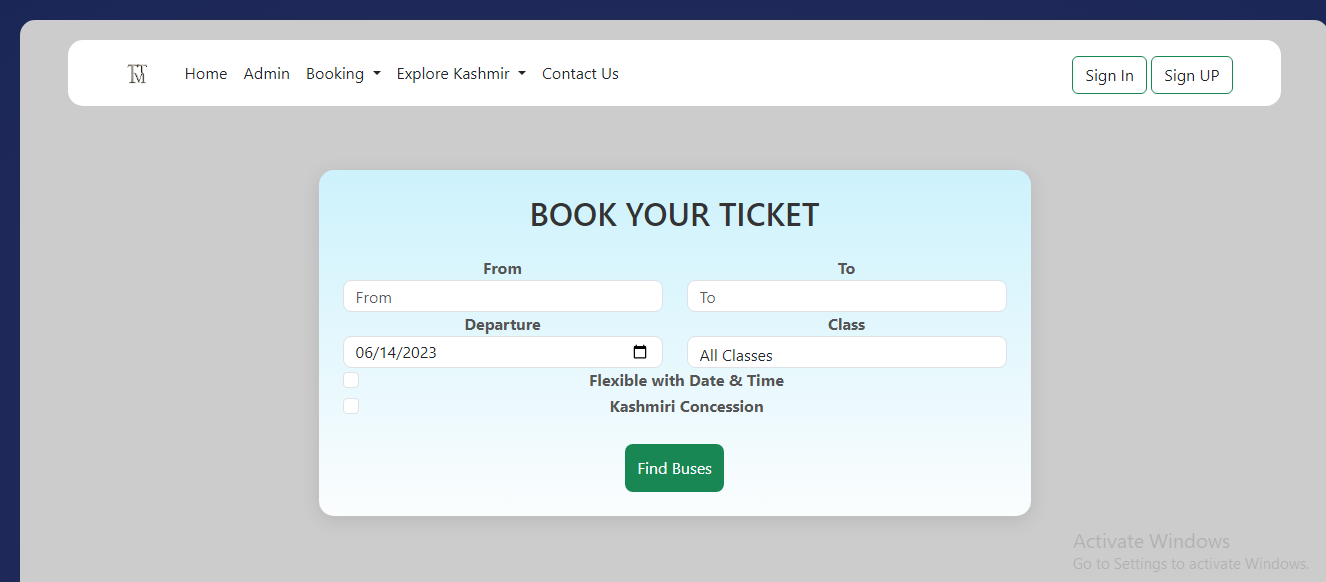 TTM Home Admin Booking Explore Kashmir Contact Us Sign In Sign UP
BOOK YOUR TICKET
From To
From To
Departure Class
06/14/2023 All Classes
Flexible with Date & Time
Kashmiri Concession
Find Buses
Activate Windows
Go to Settings to activate Windows.